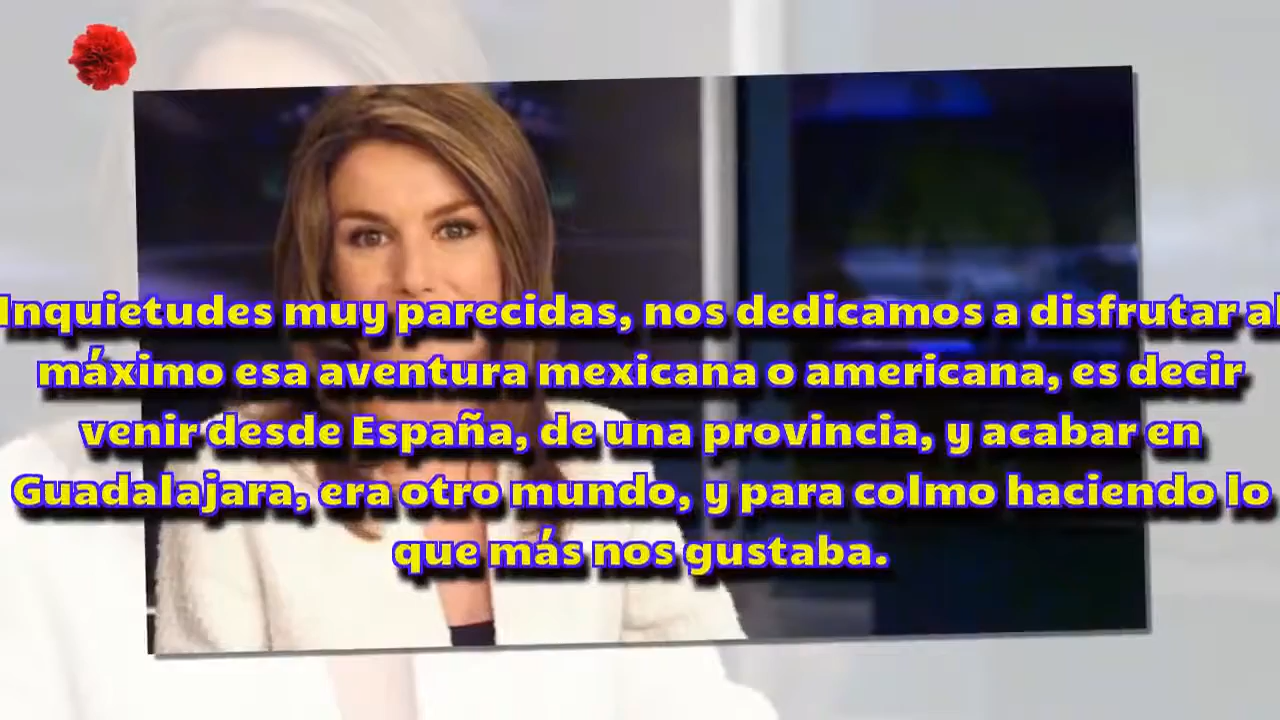 Inquietudes muy parecidas, nos dedicamos a disfrutar al
máximo esa aventura mexicana o americana, es decir
venir desde España, de una provincia, y acabar en
Guadalajara, era otro mundo, y para colmo haciendo lo
que más nos gustaba.